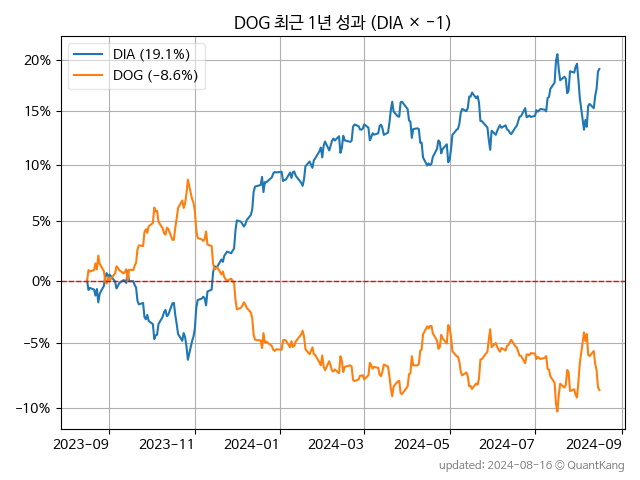 DOG 최근 1년 성과 (DIA × −1)
DIA (19.1%)
DOG (−8.6%)
20%
15%
10%
5%
0%
−5%
−10%
2023−09 2023−11 2024−01 2024−03 2024−05 2024−07 2024−09
updated: 2024−08−16 © QuantKang